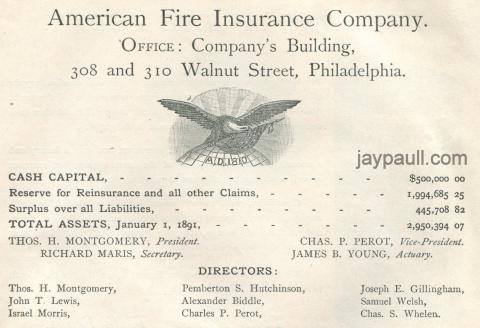 American Fire Insurance Company.
Office: Company's Building,
308 and 310 Walnut Street, Philadelphia.
A.D. 1810
jaypaull.com
CASH CAPITAL, - - - - - - - - - - - $500,000 00
Reserve for Reinsurance and all other Claims, - - - - - - 1,994,685 25
Surplus over all Liabilities, - - - - - - - - - 445,708 82
TOTAL ASSETS, January 1, 1891, - - - - - - - - 2,950,394 07
THOS. H. MONTGOMERY, President. CHAS. P. PEROT, Vice-President.
RICHARD MARIS, Secretary. JAMES B. YOUNG, Actuary.
DIRECTORS:
Thos. H. Montgomery, Pemberton S. Hutchinson, Joseph E. Gillingham,
John T. Lewis, Alexander Biddle, Samuel Welsh,
Israel Morris, Charles P. Perot, Chas. S. Whelen.